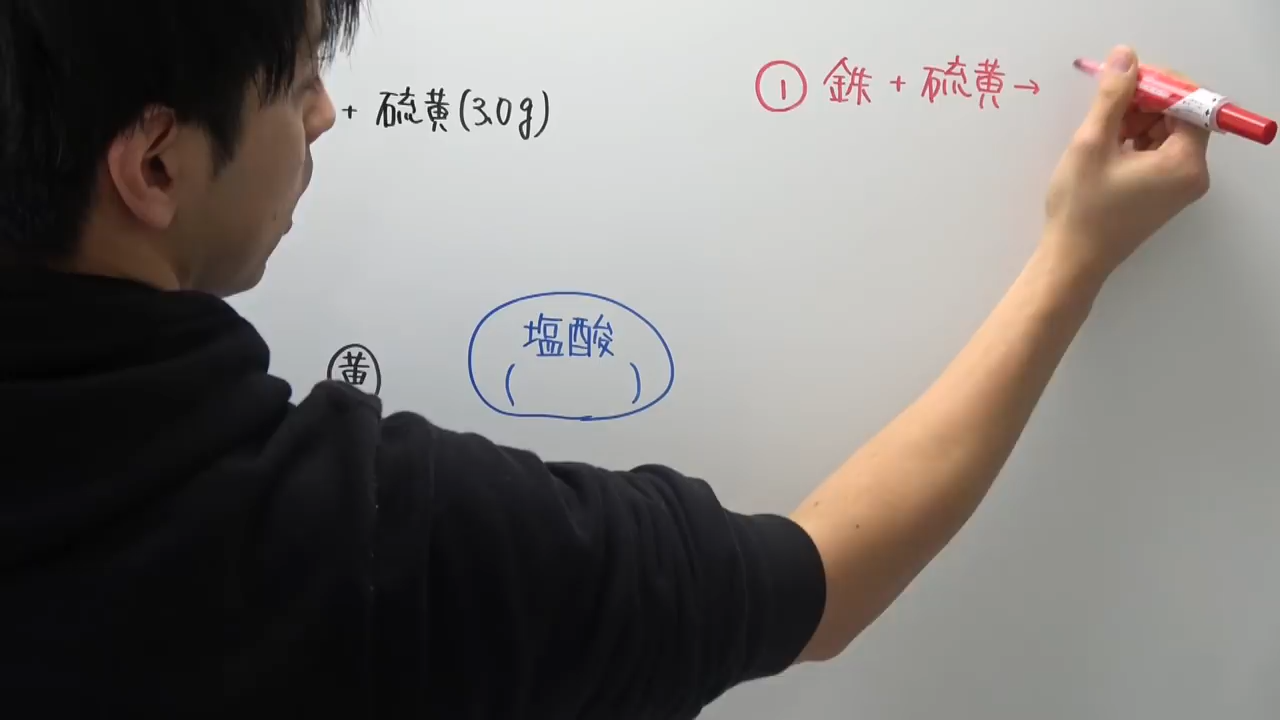 + 硫黄(3.0g)
① 鉄 + 硫黄→
塩酸
( )
黄